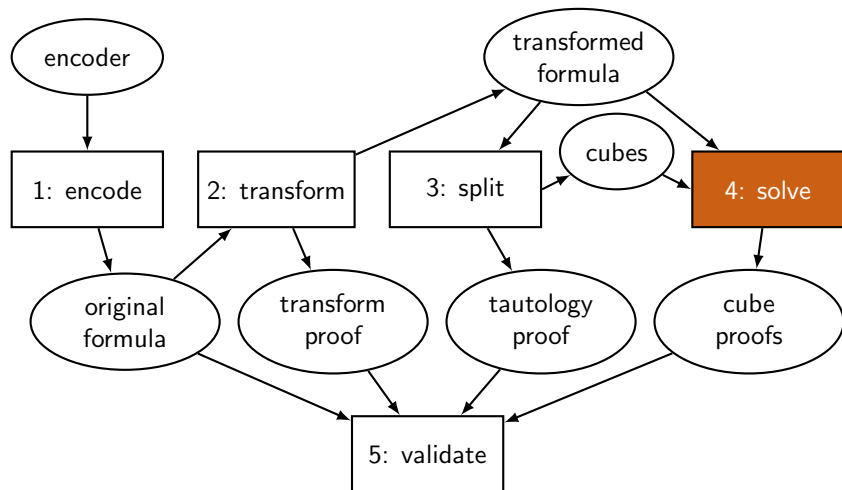 encoder
transformed
formula
cubes
1: encode
2: transform
3: split
4: solve
original
formula
transform
proof
tautology
proof
cube
proofs
5: validate